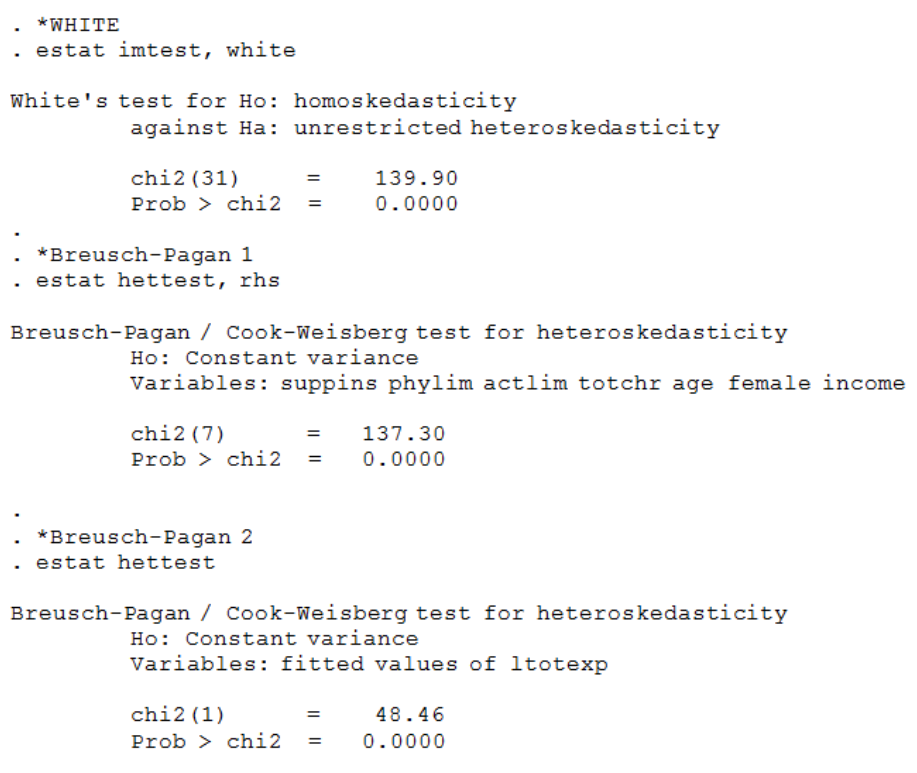 . *WHITE
. estat imtest, white
White's test for Ho: homoskedasticity
against Ha: unrestricted heteroskedasticity
chi2(31) = 139.90
Prob > chi2 = 0.0000
.
. *Breusch-Pagan 1
. estat hettest, rhs
Breusch-Pagan / Cook-Weisberg test for heteroskedasticity
Ho: Constant variance
Variables: suppins phylim actlim totchr age female income
chi2(7) = 137.30
Prob > chi2 = 0.0000
.
. *Breusch-Pagan 2
. estat hettest
Breusch-Pagan / Cook-Weisberg test for heteroskedasticity
Ho: Constant variance
Variables: fitted values of ltotexp
chi2(1) = 48.46
Prob > chi2 = 0.0000